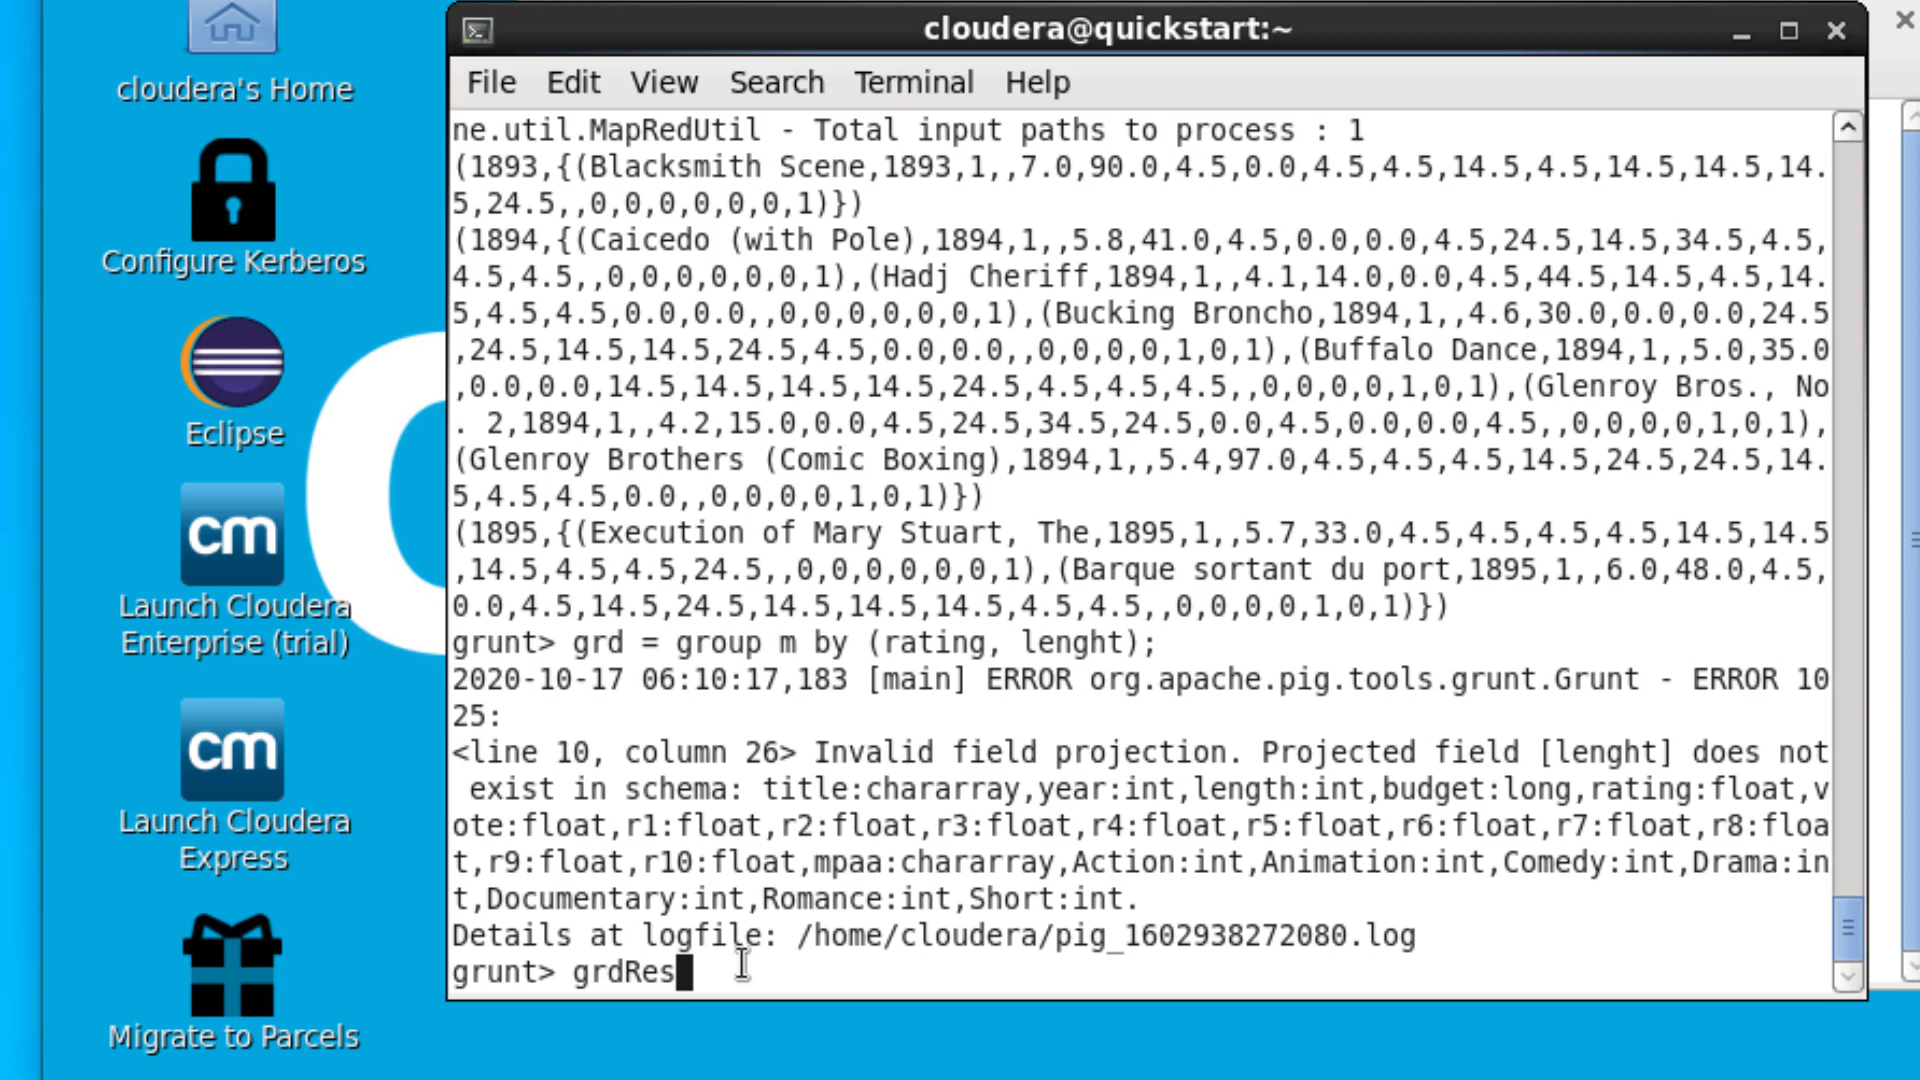 cloudera@quickstart:~
File Edit View Search Terminal Help
ne.util.MapRedUtil - Total input paths to process : 1
(1893,{(Blacksmith Scene,1893,1,,7.0,90.0,4.5,0.0,4.5,4.5,14.5,4.5,14.5,14.5,14.
5,24.5,,0,0,0,0,0,0,1)})
(1894,{(Caicedo (with Pole),1894,1,,5.8,41.0,4.5,0.0,0.0,4.5,24.5,14.5,34.5,4.5,
4.5,4.5,,0,0,0,0,0,0,1),(Hadj Cheriff,1894,1,,4.1,14.0,0.0,4.5,44.5,14.5,4.5,14.
5,4.5,4.5,0.0,0.0,,0,0,0,0,0,0,1),(Bucking Broncho,1894,1,,4.6,30.0,0.0,0.0,24.5
,24.5,14.5,14.5,24.5,4.5,0.0,0.0,,0,0,0,0,1,0,1),(Buffalo Dance,1894,1,,5.0,35.0
,0.0,0.0,14.5,14.5,14.5,14.5,24.5,4.5,4.5,4.5,,0,0,0,0,1,0,1),(Glenroy Bros., No
. 2,1894,1,,4.2,15.0,0.0,4.5,24.5,34.5,24.5,0.0,4.5,0.0,0.0,4.5,,0,0,0,0,1,0,1),
(Glenroy Brothers (Comic Boxing),1894,1,,5.4,97.0,4.5,4.5,4.5,14.5,24.5,24.5,14.
5,4.5,4.5,0.0,,0,0,0,0,1,0,1)})
(1895,{(Execution of Mary Stuart, The,1895,1,,5.7,33.0,4.5,4.5,4.5,4.5,14.5,14.5
,14.5,4.5,4.5,24.5,,0,0,0,0,0,0,1),(Barque sortant du port,1895,1,,6.0,48.0,4.5,
0.0,4.5,14.5,24.5,14.5,14.5,14.5,4.5,4.5,,0,0,0,0,1,0,1)})
grunt> grd = group m by (rating, lenght);
2020-10-17 06:10:17,183 [main] ERROR org.apache.pig.tools.grunt.Grunt - ERROR 10
25:
<line 10, column 26> Invalid field projection. Projected field [lenght] does not
 exist in schema: title:chararray,year:int,length:int,budget:long,rating:float,v
ote:float,r1:float,r2:float,r3:float,r4:float,r5:float,r6:float,r7:float,r8:floa
t,r9:float,r10:float,mpaa:chararray,Action:int,Animation:int,Comedy:int,Drama:in
t,Documentary:int,Romance:int,Short:int.
Details at logfile: /home/cloudera/pig_1602938272080.log
grunt> grdRes
cloudera's Home
Configure Kerberos
Eclipse
cm
Launch Cloudera
Enterprise (trial)
cm
Launch Cloudera
Express
Migrate to Parcels